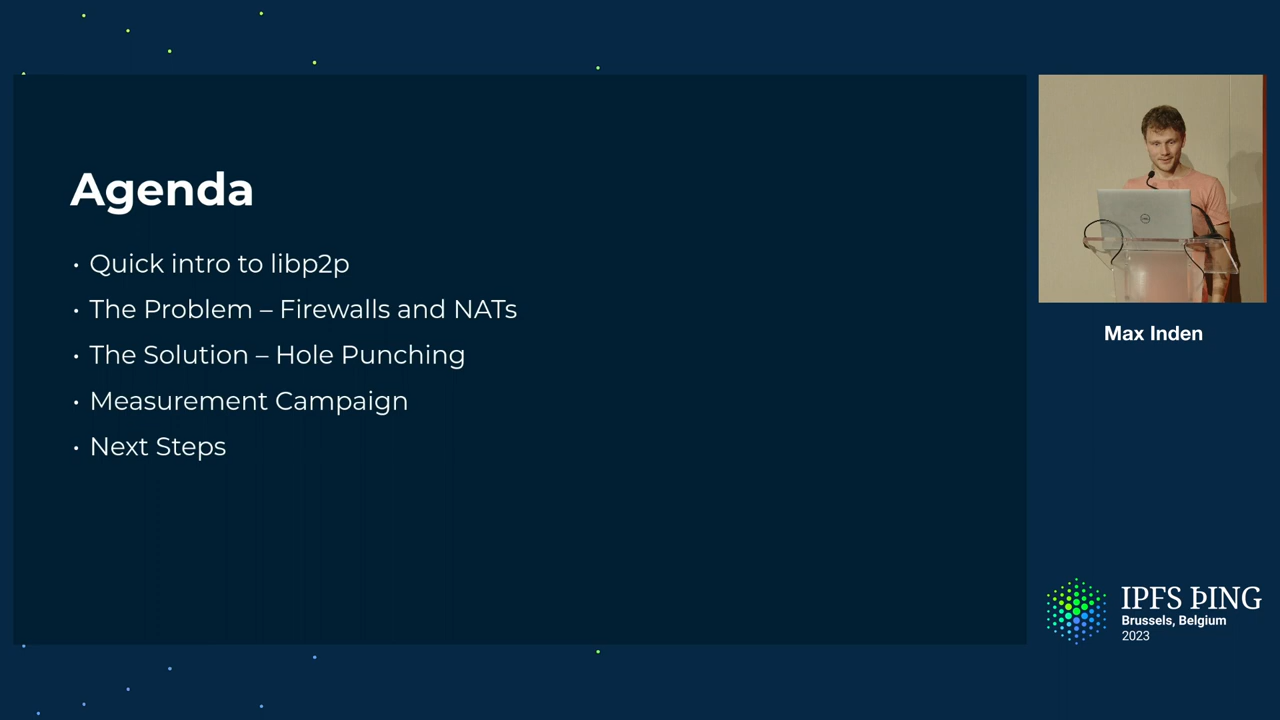 Agenda
• Quick intro to libp2p
• The Problem – Firewalls and NATs
• The Solution – Hole Punching
• Measurement Campaign
• Next Steps
Max Inden
IPFS ÞING
Brussels, Belgium
2023